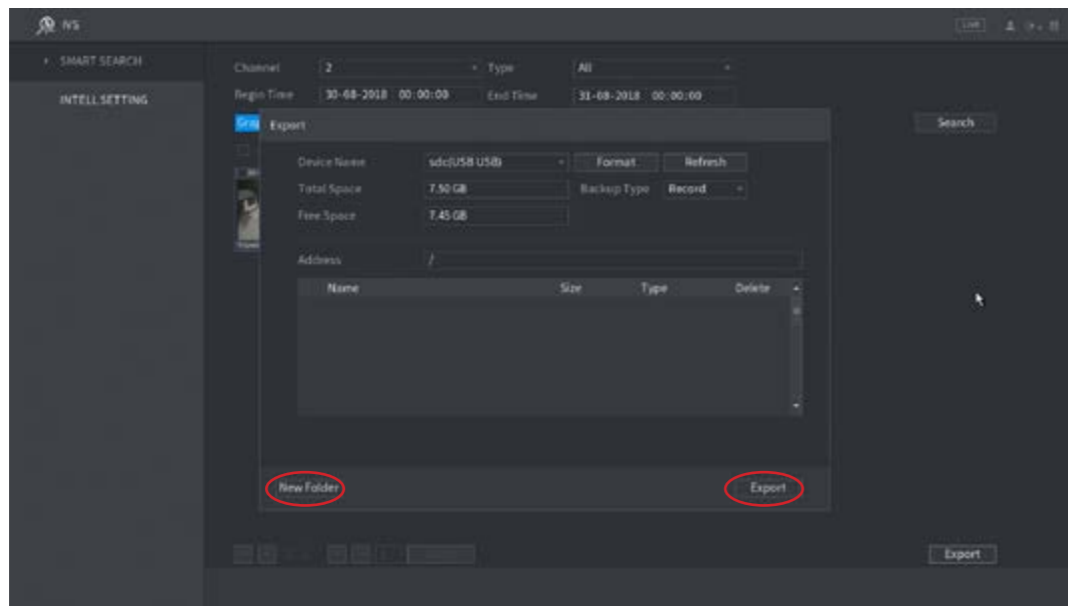 IVS
LIVE
SMART SEARCH
INTELL.SETTING
Channel 2 Type All
Begin Time 30-08-2018 00:00:00 End Time 31-08-2018 00:00:00
Search
Export
Device Name sdc(USB USB) Format Refresh
Total Space 7.50 GB Backup Type Record
Free Space 7.45 GB
Address /
Name Size Type Delete
New Folder Export
Export